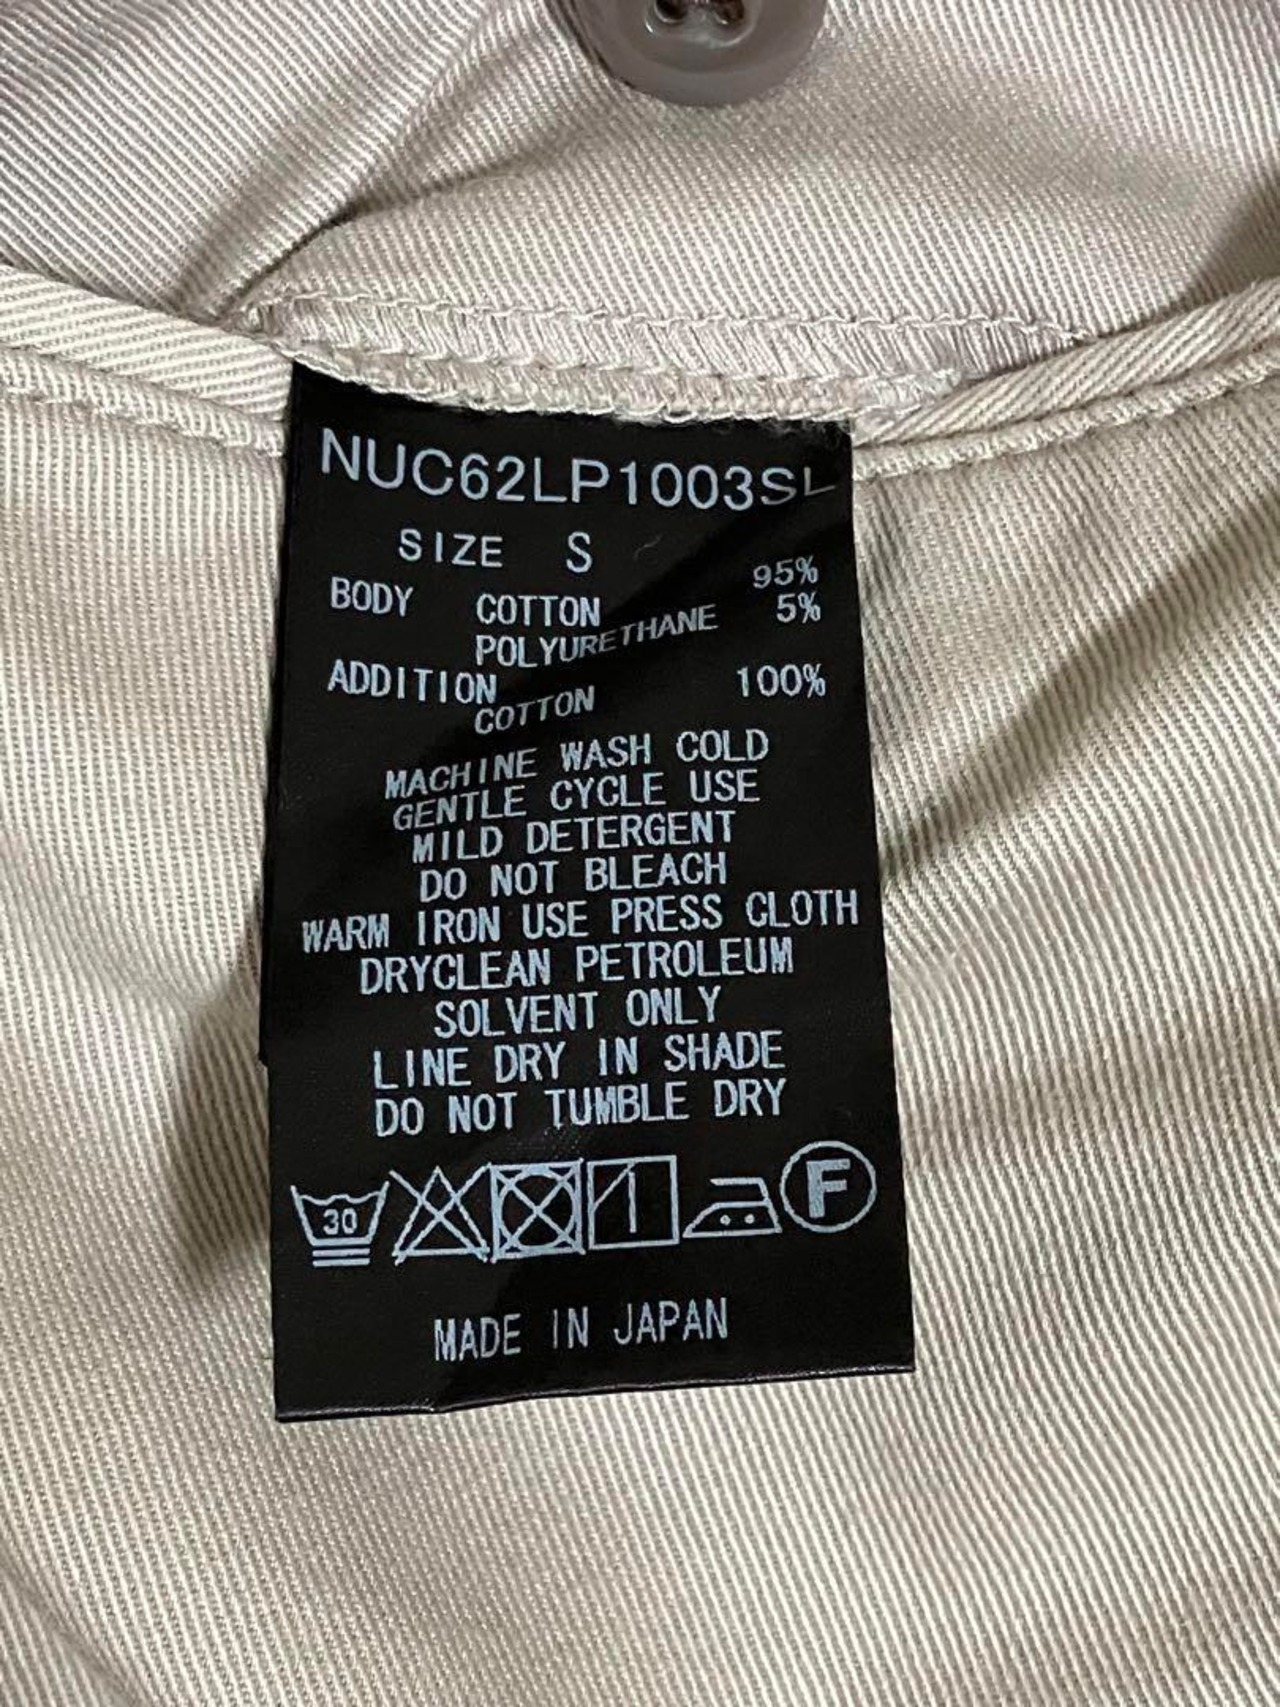 NUC62LP1003SL
SIZE S
BODY COTTON 95%
POLYURETHANE 5%
ADDITION
COTTON 100%
MACHINE WASH COLD
GENTLE CYCLE USE
MILD DETERGENT
DO NOT BLEACH
WARM IRON USE PRESS CLOTH
DRYCLEAN PETROLEUM
SOLVENT ONLY
LINE DRY IN SHADE
DO NOT TUMBLE DRY
30 F
MADE IN JAPAN